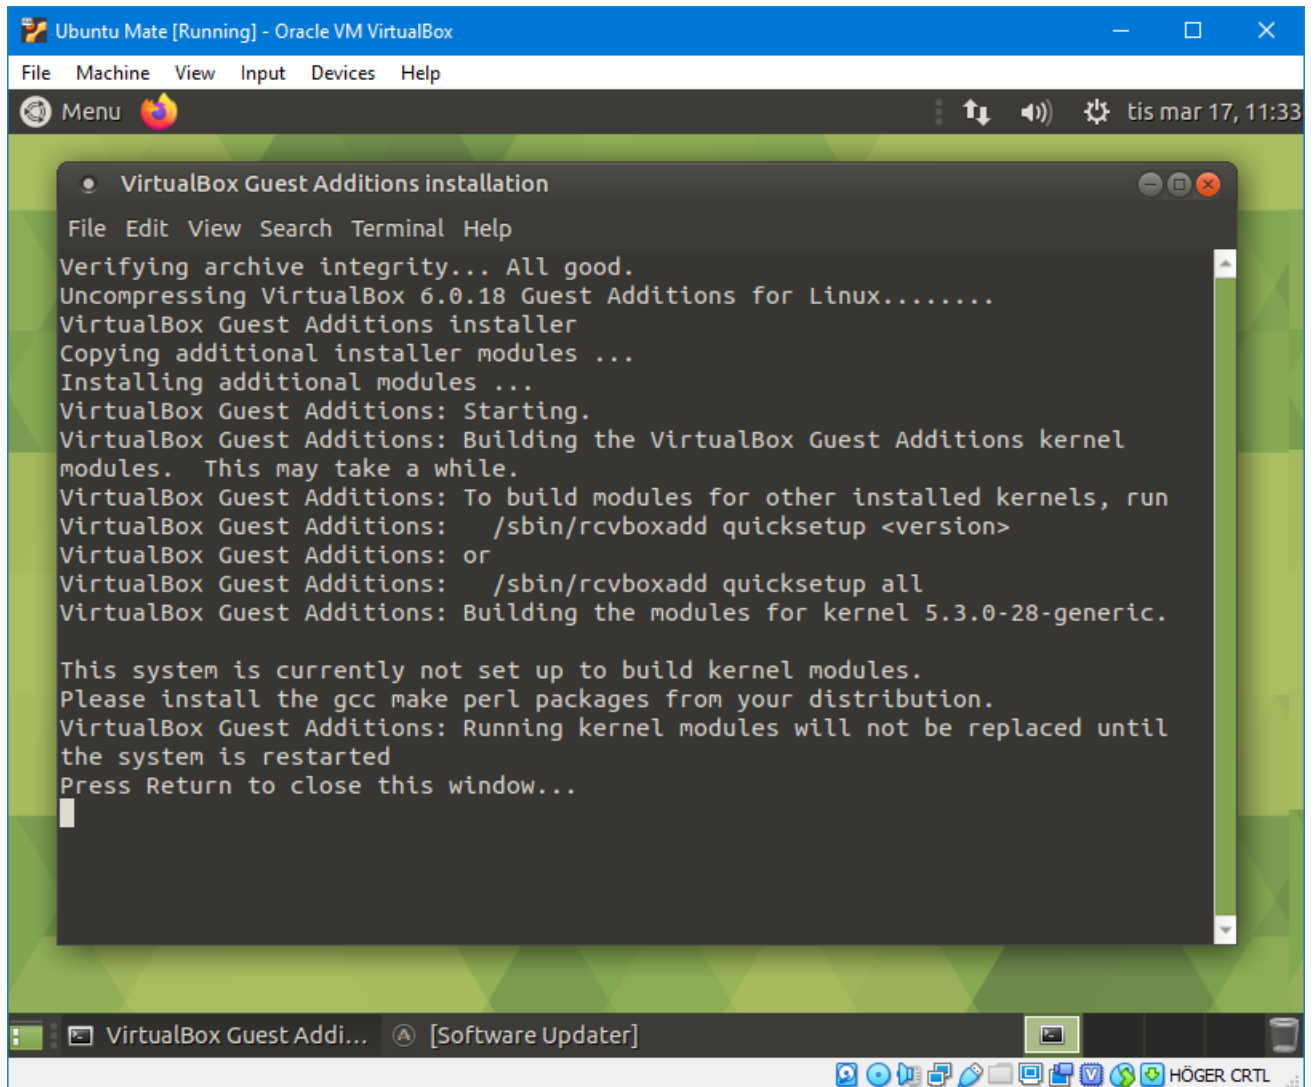 Ubuntu Mate [Running] - Oracle VM VirtualBox
File Machine View Input Devices Help
Menu tis mar 17, 11:33
VirtualBox Guest Additions installation
File Edit View Search Terminal Help
Verifying archive integrity... All good.
Uncompressing VirtualBox 6.0.18 Guest Additions for Linux........
VirtualBox Guest Additions installer
Copying additional installer modules ...
Installing additional modules ...
VirtualBox Guest Additions: Starting.
VirtualBox Guest Additions: Building the VirtualBox Guest Additions kernel
modules.  This may take a while.
VirtualBox Guest Additions: To build modules for other installed kernels, run
VirtualBox Guest Additions:   /sbin/rcvboxadd quicksetup <version>
VirtualBox Guest Additions: or
VirtualBox Guest Additions:   /sbin/rcvboxadd quicksetup all
VirtualBox Guest Additions: Building the modules for kernel 5.3.0-28-generic.
This system is currently not set up to build kernel modules.
Please install the gcc make perl packages from your distribution.
VirtualBox Guest Additions: Running kernel modules will not be replaced until
the system is restarted
Press Return to close this window...
VirtualBox Guest Addi... [Software Updater]
HÖGER CRTL